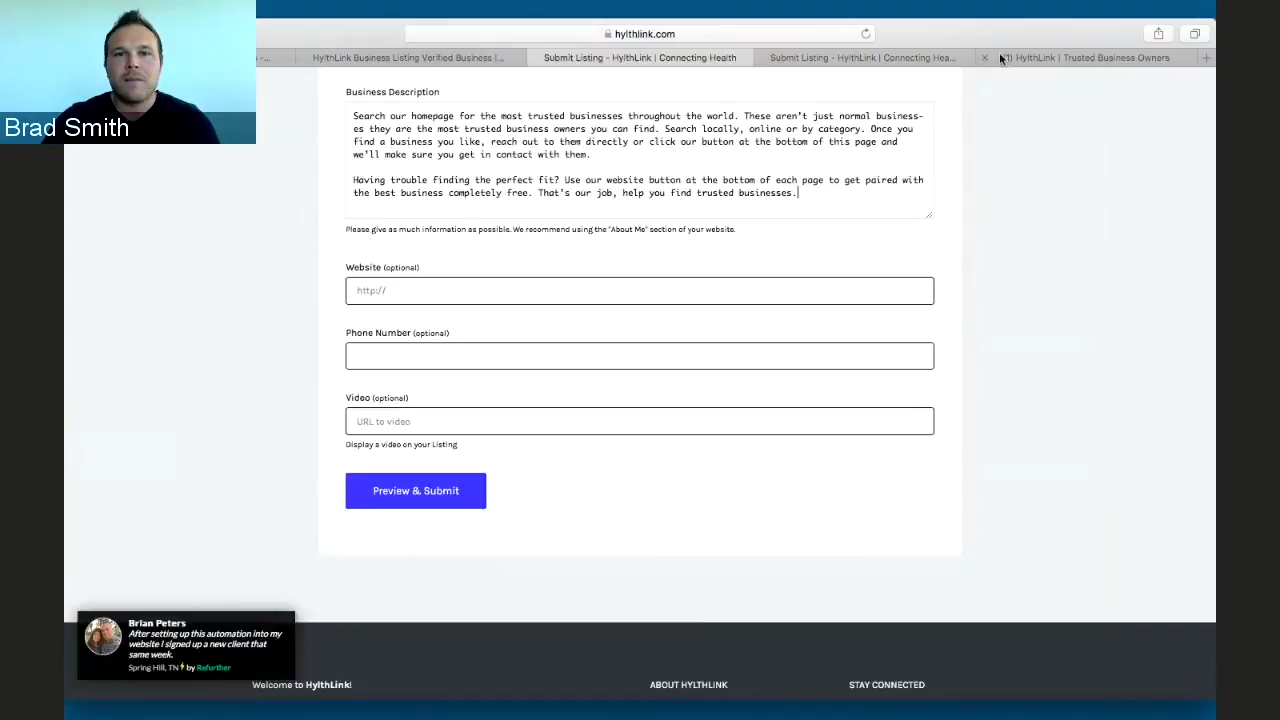 hylthlink.com
HylthLink Business Listing Verified Business |...
Submit Listing - HylthLink | Connecting Health
Submit Listing - HylthLink | Connecting Hea...
1) HylthLink | Trusted Business Owners
Brad Smith
Business Description
Search our homepage for the most trusted businesses throughout the world. These aren't just normal business-
es they are the most trusted business owners you can find. Search locally, online or by category. Once you
find a business you like, reach out to them directly or click our button at the bottom of this page and
we'll make sure you get in contact with them.
Having trouble finding the perfect fit? Use our website button at the bottom of each page to get paired with
the best business completely free. That's our job, help you find trusted businesses.
Please give as much information as possible. We recommend using the "About Me" section of your website.
Website (optional)
http://
Phone Number (optional)
Video (optional)
URL to video
Display a video on your Listing
Preview & Submit
Brian Peters
After setting up this automation into my
website I signed up a new client that
same week.
Spring Hill, TN⚡by Refurther
Welcome to HylthLink!
ABOUT HYLTHLINK
STAY CONNECTED